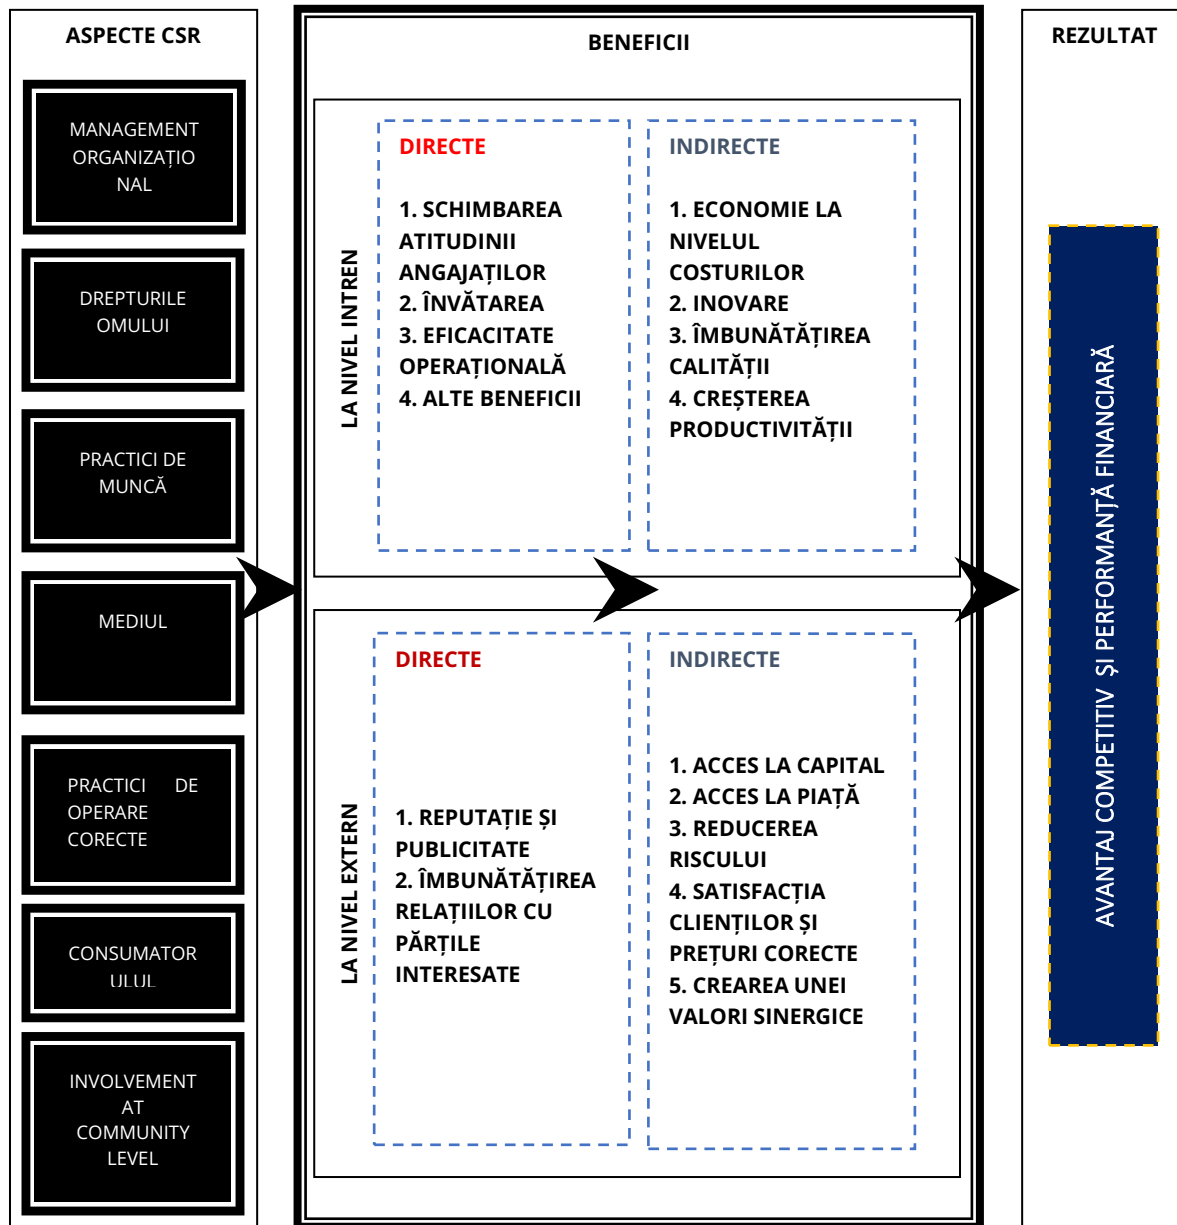 ASPECTE CSR
MANAGEMENT
ORGANIZAȚIO
NAL
DREPTURILE
OMULUI
PRACTICI DE
MUNCĂ
MEDIUL
PRACTICI DE
OPERARE
CORECTE
CONSUMATOR
ULUL
INVOLVEMENT
AT
COMMUNITY
LEVEL
BENEFICII
LA NIVEL INTREN
DIRECTE
1. SCHIMBAREA
ATITUDINII
ANGAJAȚILOR
2. ÎNVĂTAREA
3. EFICACITATE
OPERAȚIONALĂ
4. ALTE BENEFICII
INDIRECTE
1. ECONOMIE LA
NIVELUL
COSTURILOR
2. INOVARE
3. ÎMBUNĂTĂȚIREA
CALITĂȚII
4. CREȘTEREA
PRODUCTIVITĂȚII
LA NIVEL EXTERN
DIRECTE
1. REPUTAȚIE ȘI
PUBLICITATE
2. ÎMBUNĂTĂȚIREA
RELAȚIILOR CU
PĂRȚILE
INTERESATE
INDIRECTE
1. ACCES LA CAPITAL
2. ACCES LA PIAȚĂ
3. REDUCEREA
RISCULUI
4. SATISFACȚIA
CLIENȚILOR ȘI
PREȚURI CORECTE
5. CREAREA UNEI
VALORI SINERGICE
REZULTAT
AVANTAJ COMPETITIV ȘI PERFORMANȚĂ FINANCIARĂ